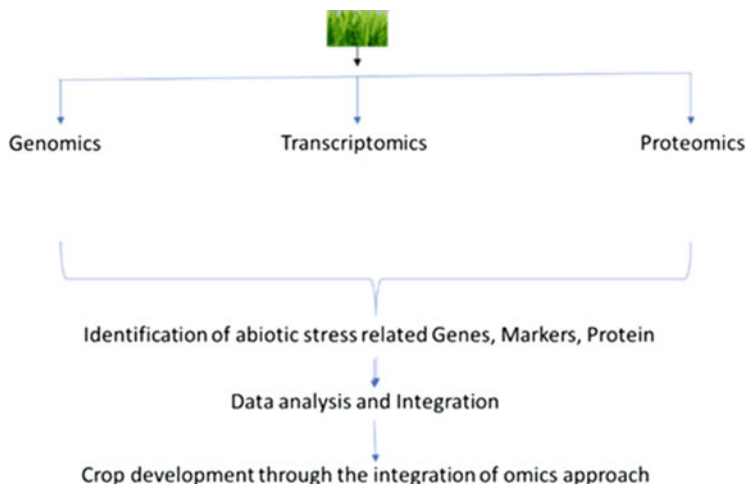 Genomics
Transcriptomics
Proteomics
Identification of abiotic stress related Genes, Markers, Protein
Data analysis and Integration
Crop development through the integration of omics approach